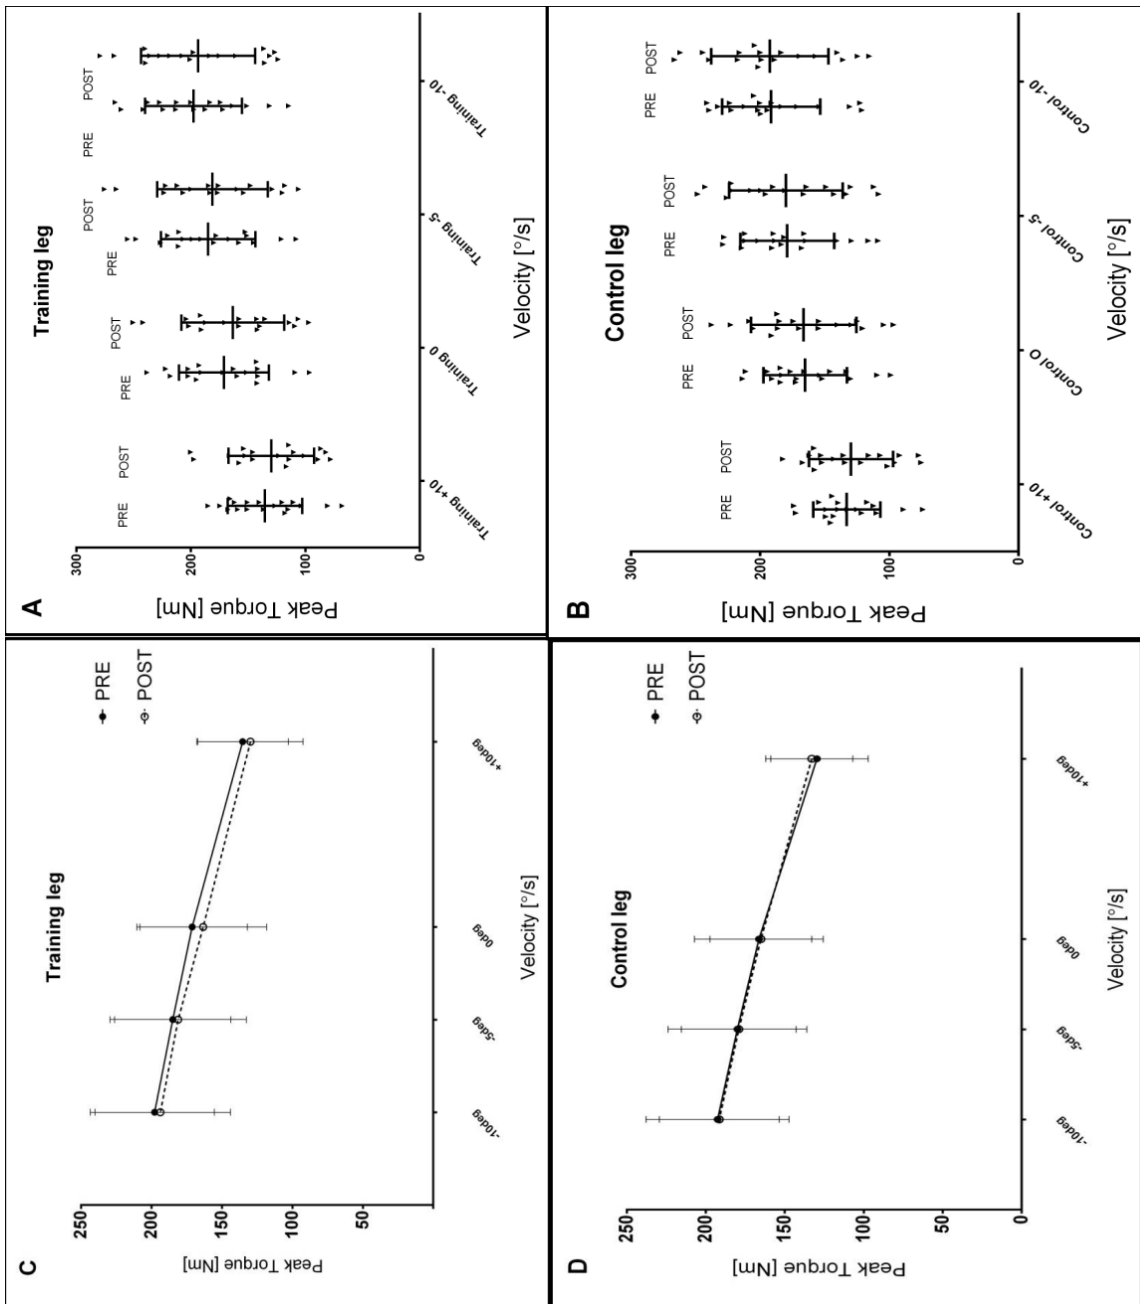 A
Training leg
Peak Torque [Nm]
300
200
100
0
PRE
POST
PRE
POST
PRE
POST
PRE
POST
Training +10
Training 0
Training -5
Training -10
Velocity [°/s]
B
Control leg
Peak Torque [Nm]
300
200
100
0
PRE
POST
PRE
POST
PRE
POST
PRE
POST
Control +10
Control O
Control -5
Control -10
Velocity [°/s]
C
Training leg
PRE
POST
Peak Torque [Nm]
250
200
150
100
50
-10deg
-5deg
0deg
+10deg
Velocity [°/s]
D
Control leg
PRE
POST
Peak Torque [Nm]
250
200
150
100
50
0
-10deg
-5deg
0deg
+10deg
Velocity [°/s]